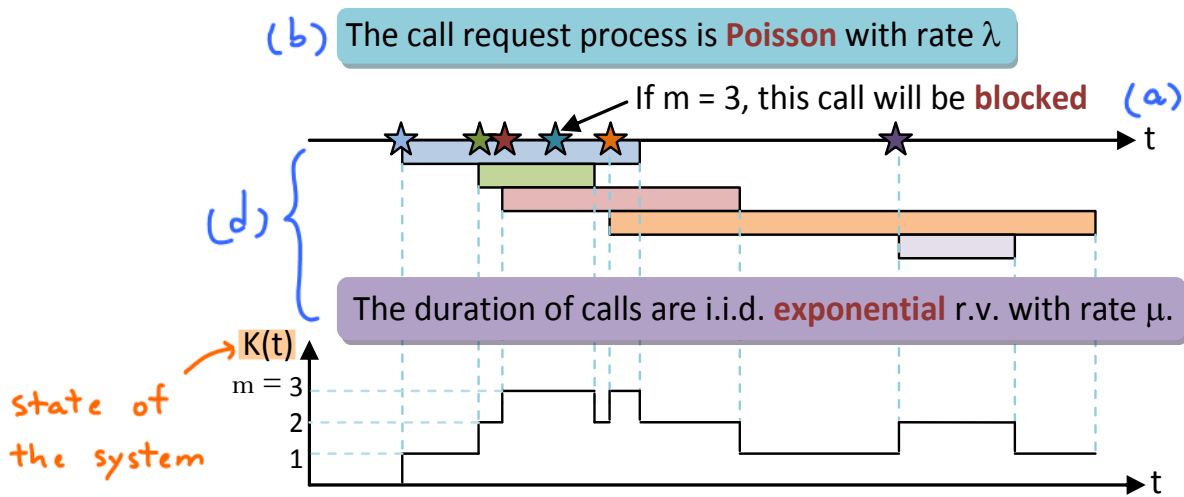 (b) The call request process is Poisson with rate λ
If m = 3, this call will be blocked (a)
t
(d)
The duration of calls are i.i.d. exponential r.v. with rate μ.
K(t)
m = 3
2
1
state of
the system
t